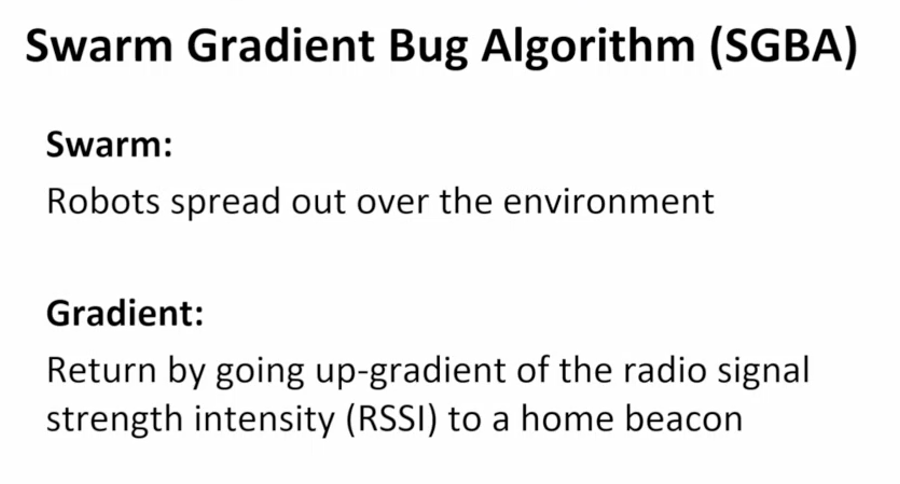 Swarm Gradient Bug Algorithm (SGBA)
Swarm:
Robots spread out over the environment
Gradient:
Return by going up-gradient of the radio signal
strength intensity (RSSI) to a home beacon